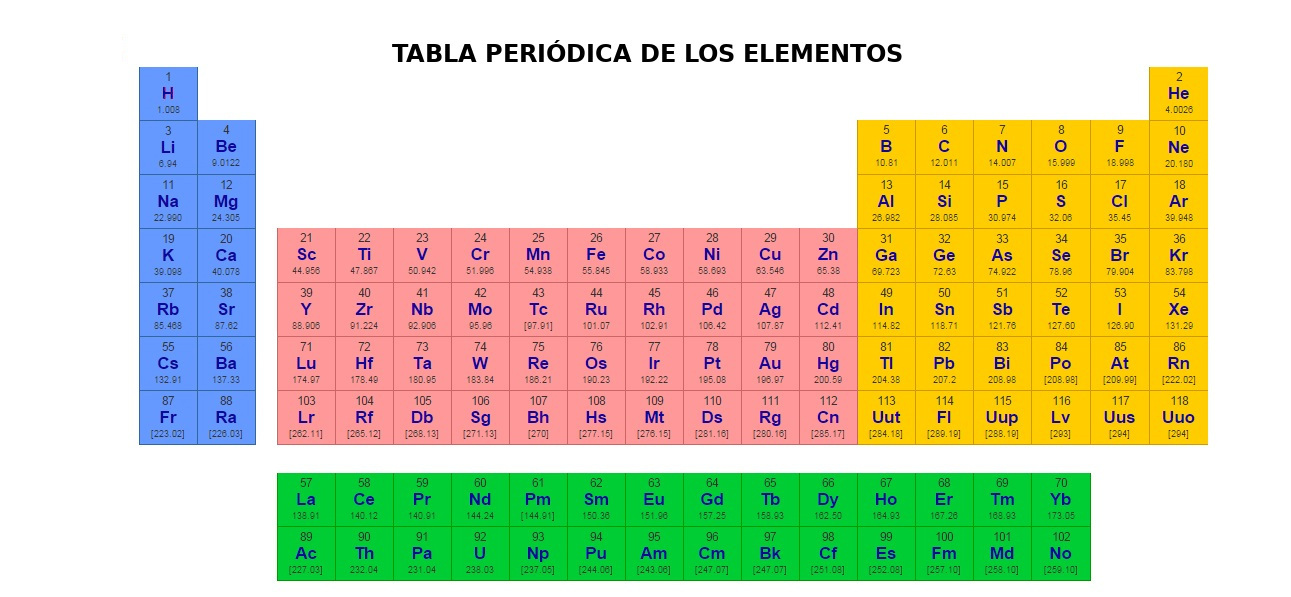 TABLA PERIÓDICA DE LOS ELEMENTOS
1 2
H He
1.008 4.0026
3 4 5 6 7 8 9 10
Li Be B C N O F Ne
6.94 9.0122 10.81 12.011 14.007 15.999 18.998 20.180
11 12 13 14 15 16 17 18
Na Mg Al Si P S Cl Ar
22.990 24.305 26.982 28.085 30.974 32.06 35.45 39.948
19 20 21 22 23 24 25 26 27 28 29 30 31 32 33 34 35 36
K Ca Sc Ti V Cr Mn Fe Co Ni Cu Zn Ga Ge As Se Br Kr
39.098 40.078 44.956 47.867 50.942 51.996 54.938 55.845 58.933 58.693 63.546 65.38 69.723 72.63 74.922 78.96 79.904 83.798
37 38 39 40 41 42 43 44 45 46 47 48 49 50 51 52 53 54
Rb Sr Y Zr Nb Mo Tc Ru Rh Pd Ag Cd In Sn Sb Te I Xe
85.468 87.62 88.906 91.224 92.906 95.96 [97.91] 101.07 102.91 106.42 107.87 112.41 114.82 118.71 121.76 127.60 126.90 131.29
55 56 71 72 73 74 75 76 77 78 79 80 81 82 83 84 85 86
Cs Ba Lu Hf Ta W Re Os Ir Pt Au Hg Tl Pb Bi Po At Rn
132.91 137.33 174.97 178.49 180.95 183.84 186.21 190.23 192.22 195.08 196.97 200.59 204.38 207.2 208.98 [208.98] [209.99] [222.02]
87 88 103 104 105 106 107 108 109 110 111 112 113 114 115 116 117 118
Fr Ra Lr Rf Db Sg Bh Hs Mt Ds Rg Cn Uut Fl Uup Lv Uus Uuo
[223.02] [226.03] [262.11] [265.12] [268.13] [271.13] [270] [277.15] [276.15] [281.16] [280.16] [285.17] [284.18] [289.19] [288.19] [293] [294] [294]
57 58 59 60 61 62 63 64 65 66 67 68 69 70
La Ce Pr Nd Pm Sm Eu Gd Tb Dy Ho Er Tm Yb
138.91 140.12 140.91 144.24 [144.91] 150.36 151.96 157.25 158.93 162.50 164.93 167.26 168.93 173.05
89 90 91 92 93 94 95 96 97 98 99 100 101 102
Ac Th Pa U Np Pu Am Cm Bk Cf Es Fm Md No
[227.03] 232.04 231.04 238.03 [237.05] [244.06] [243.06] [247.07] [247.07] [251.08] [252.08] [257.10] [258.10] [259.10]